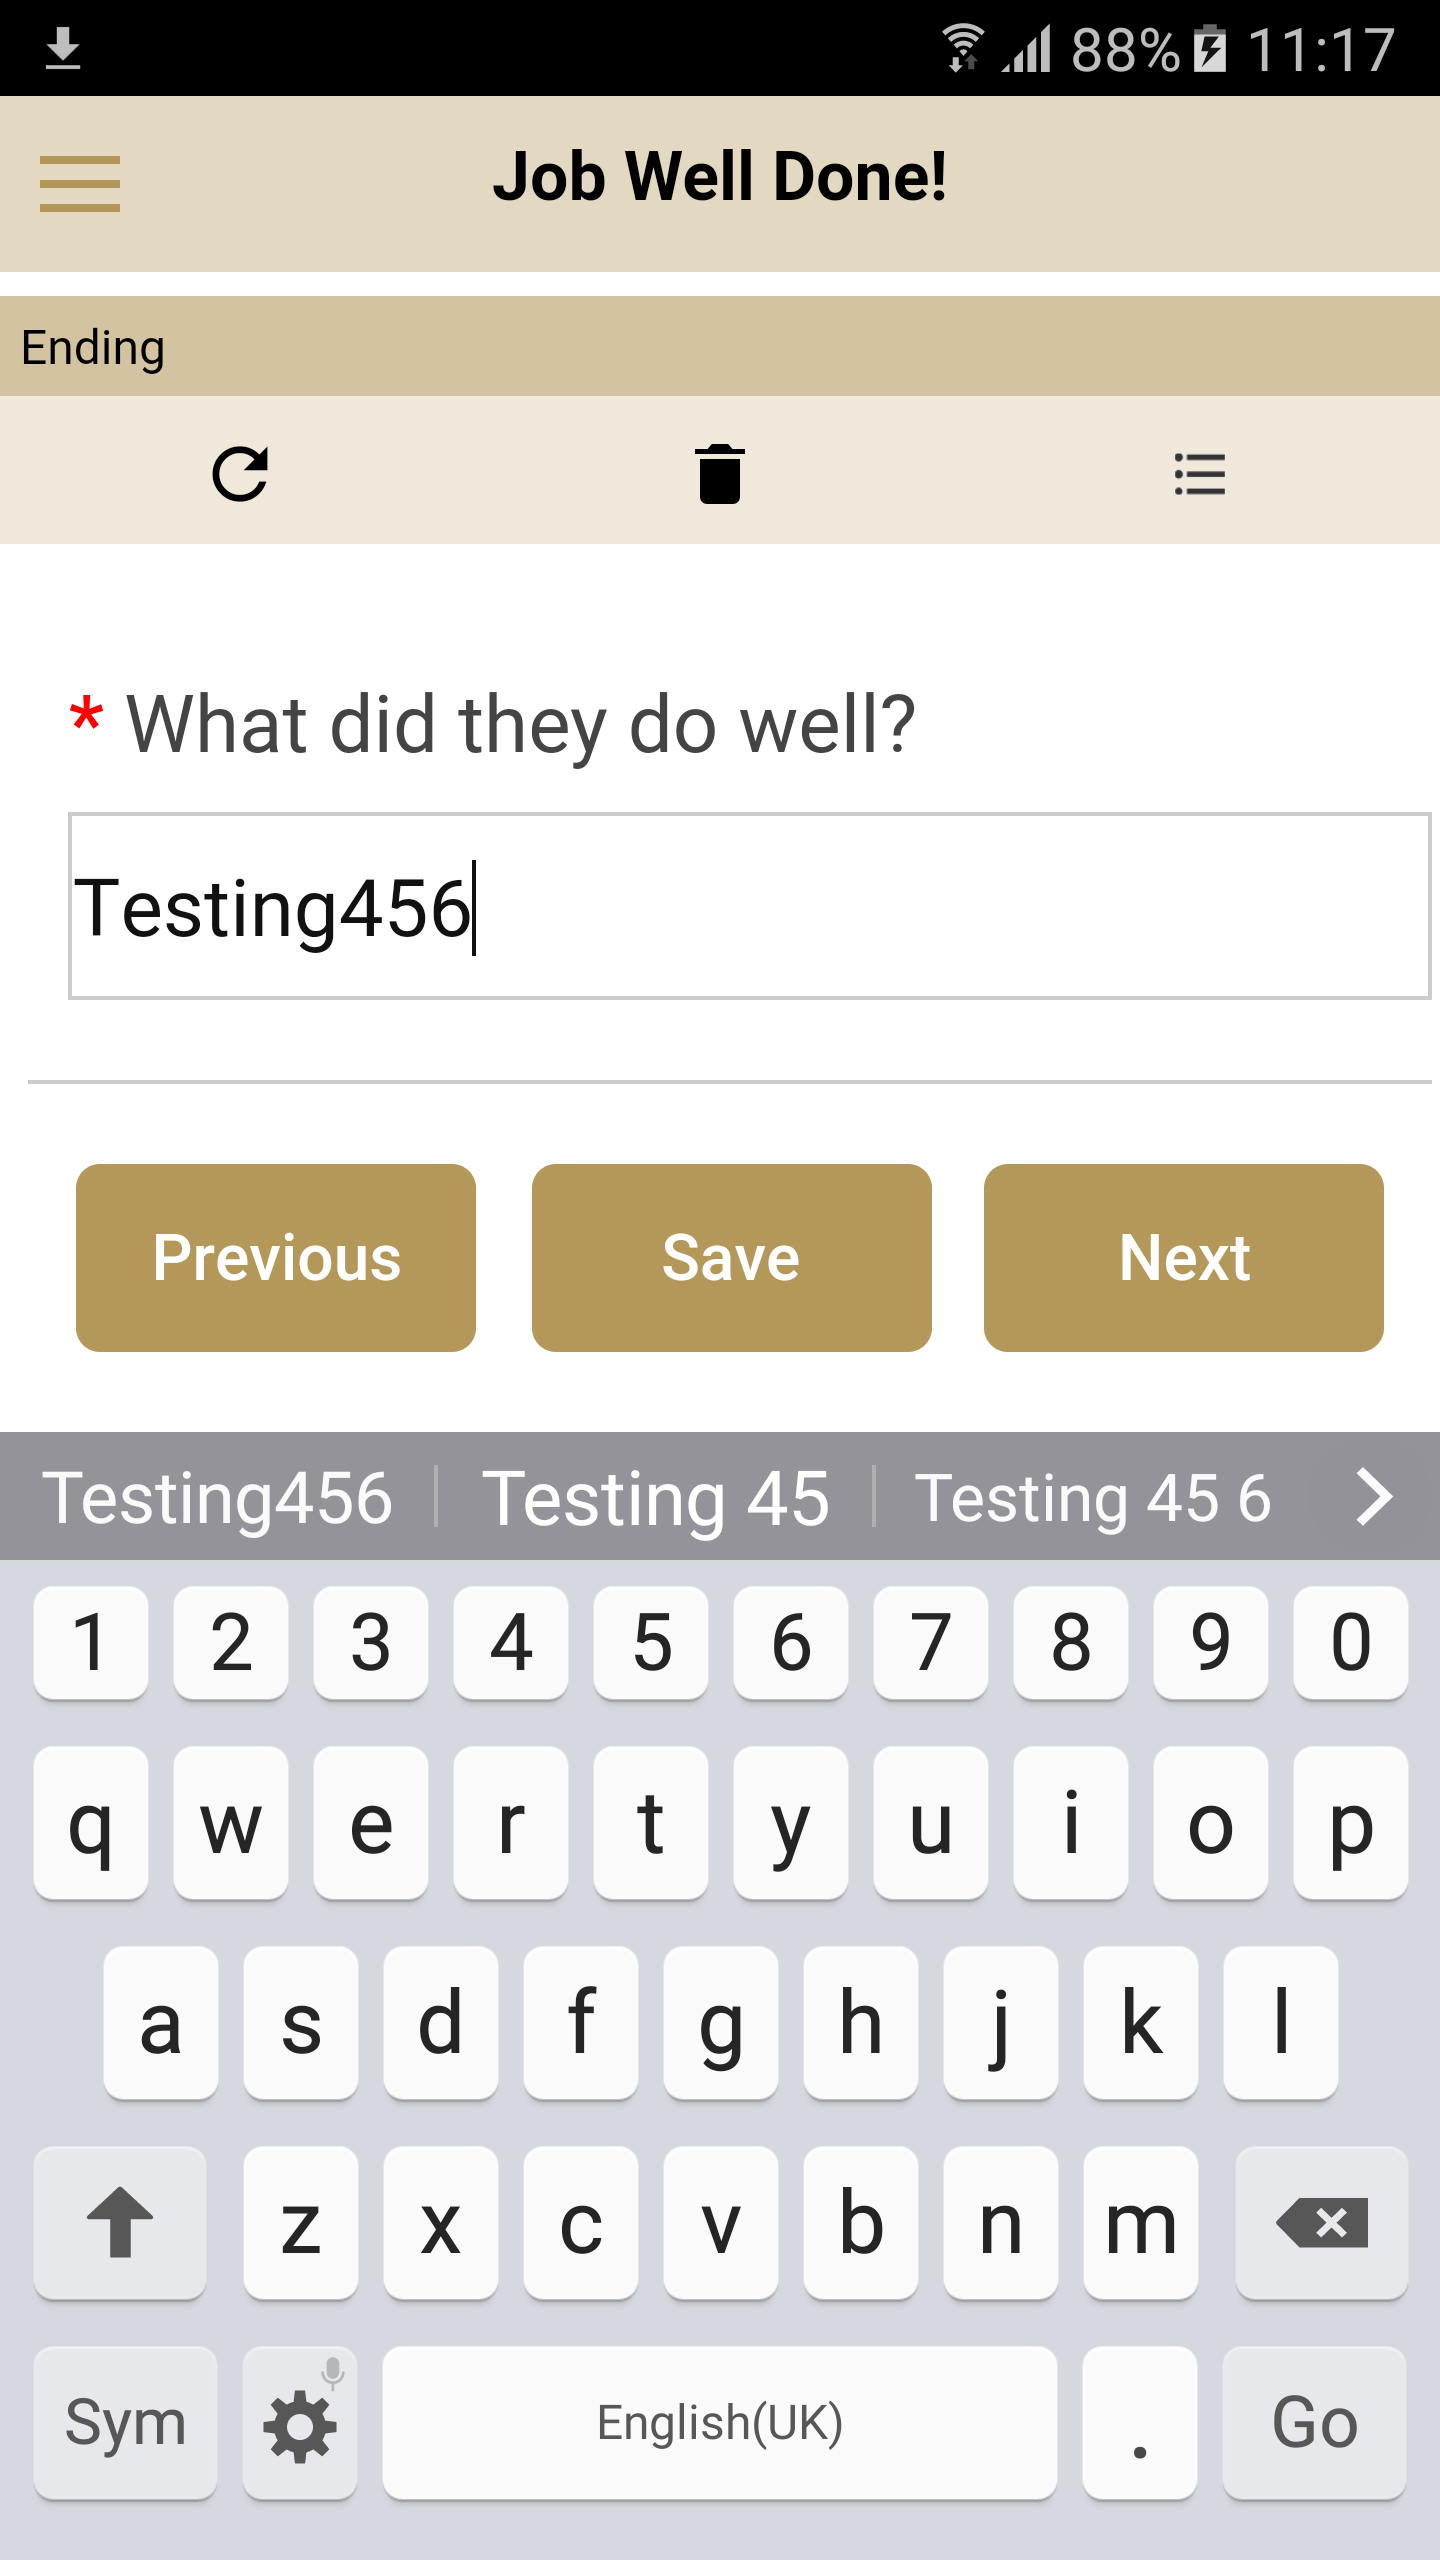 88% 11:17
Job Well Done!
Ending
* What did they do well?
Testing456
Previous Save Next
Testing456 Testing 45 Testing 45 6
1 2 3 4 5 6 7 8 9 0
q w e r t y u i o p
a s d f g h j k l
z x c v b n m
Sym English(UK) . Go